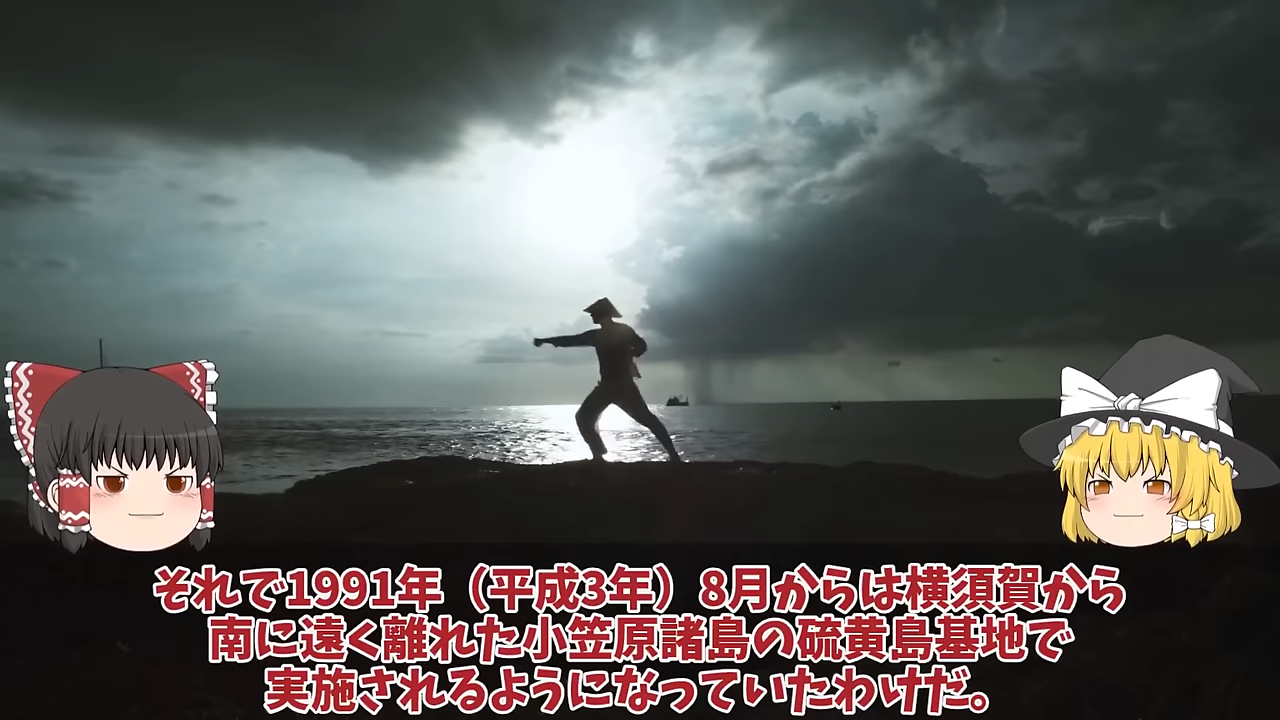 それで1991年（平成3年）8月からは横須賀から
南に遠く離れた小笠原諸島の硫黄島基地で
実施されるようになっていたわけだ。